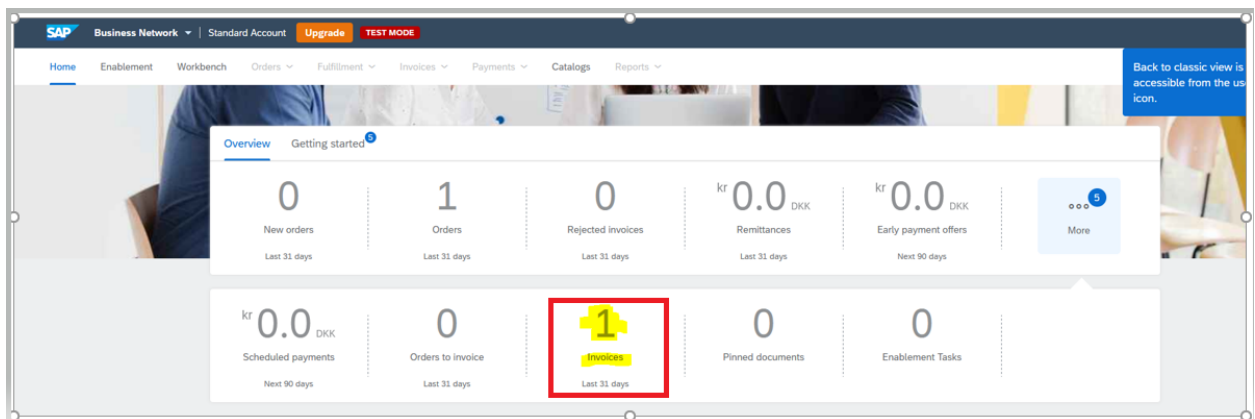 SAP Business Network | Standard Account Upgrade TEST MODE
Home Enablement Workbench Orders Fulfillment Invoices Payments Catalogs Reports
Back to classic view is
accessible from the us
icon.
Overview Getting started 5
0 1 0 kr 0.0 DKK kr 0.0 DKK 5
New orders Orders Rejected invoices Remittances Early payment offers More
Last 31 days Last 31 days Last 31 days Last 31 days Next 90 days
kr 0.0 DKK 0 1 0 0
Scheduled payments Orders to invoice Invoices Pinned documents Enablement Tasks
Next 90 days Last 31 days Last 31 days